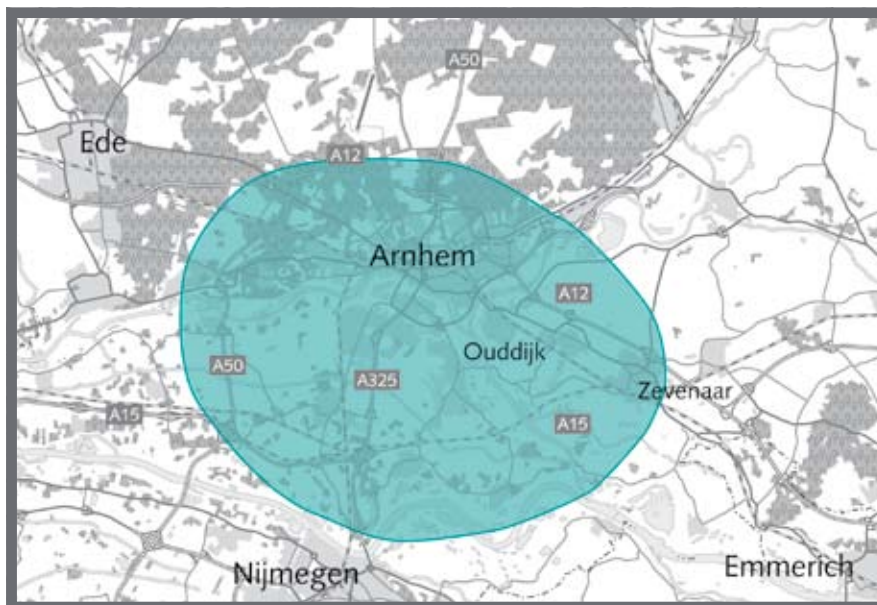 A50
Ede
A12
Arnhem
A12
Ouddijk
A50
A325
Zevenaar
A15
A15
Nijmegen
Emmerich